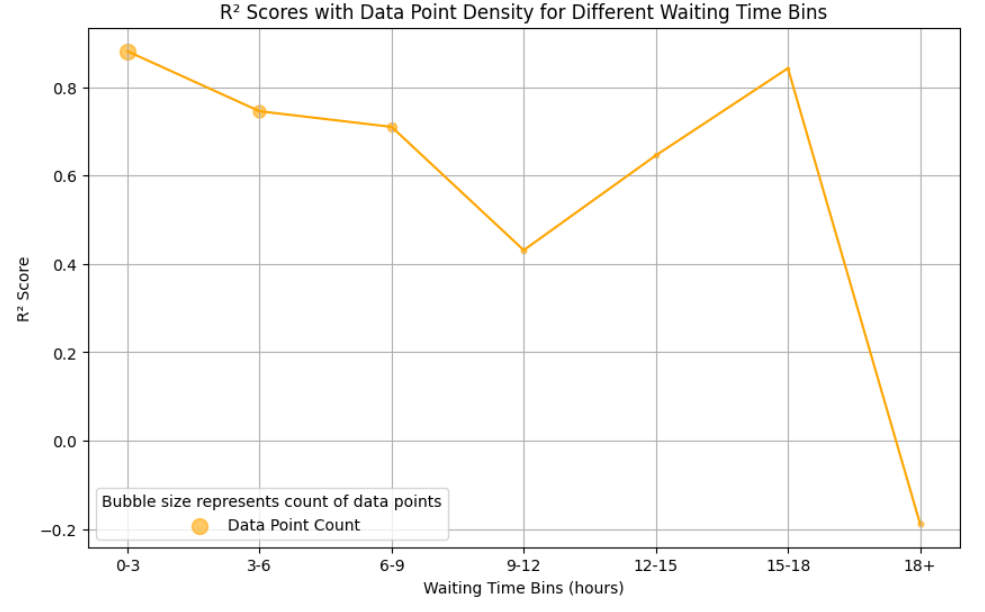 R² Scores with Data Point Density for Different Waiting Time Bins
R² Score
0.8
0.6
0.4
0.2
0.0
−0.2
Bubble size represents count of data points
Data Point Count
0-3 3-6 6-9 9-12 12-15 15-18 18+
Waiting Time Bins (hours)